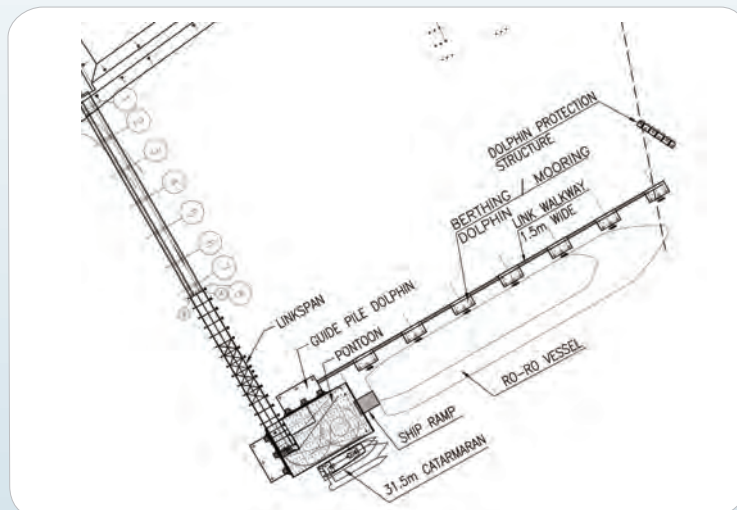 DOLPHIN PROTECTION
STRUCTURE
BERTHING / MOORING
DOLPHIN
LINK WALKWAY
1.5m WIDE
LINKSPAN
GUIDE PILE DOLPHIN
PONTOON
RO-RO VESSEL
SHIP RAMP
31.5m CATARMARAN